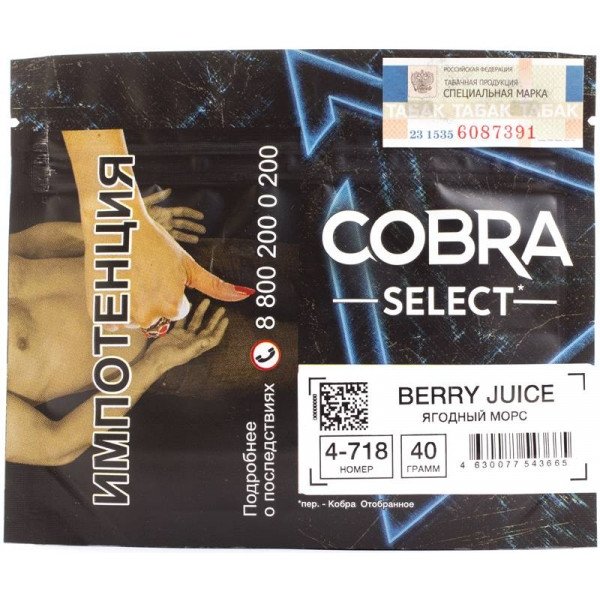 РОССИЙСКАЯ ФЕДЕРАЦИЯ
ТАБАЧНАЯ ПРОДУКЦИЯ
СПЕЦИАЛЬНАЯ МАРКА
ТАБАК ТАБАК ТАБАК
23 1535 6087391
ИМПОТЕНЦИЯ
Подробнее
о последствиях 8 800 200 0 200
COBRA
SELECT*
BERRY JUICE
ЯГОДНЫЙ МОРС
4-718
НОМЕР
40
ГРАММ
4 630077 543665
*пер. - Кобра Отобранное